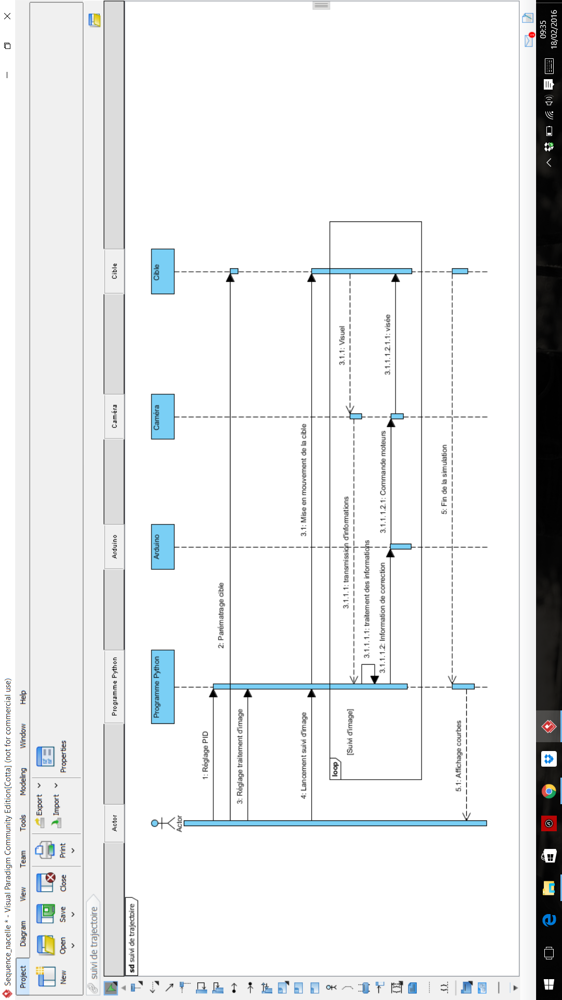 Sequence_nacelle * - Visual Paradigm Community Edition[Cotta] (not for commercial use)
Project Diagram View Team Tools Modeling Window Help
New Open Save Close Print Export Import Properties
suivi de trajectoire
Actor Programme Python Arduino Caméra Cible
sd suivi de trajectoire
Actor
Programme Python
Arduino
Caméra
Cible
1: Réglage PID
2: Parématrage cible
3: Réglage traitement d'image
4: Lancement suivi d'image
3.1: Mise en mouvement de la cible
loop
[Suivi d'image]
3.1.1: Visuel
3.1.1.1: transmission d'informations
3.1.1.1.1: traitement des informations
3.1.1.1.2: Information de correction
3.1.1.1.2.1: Commande moteurs
3.1.1.1.2.1.1: visée
5: Fin de la simulation
5.1: Affichage courbes
1
09:35
18/02/2016